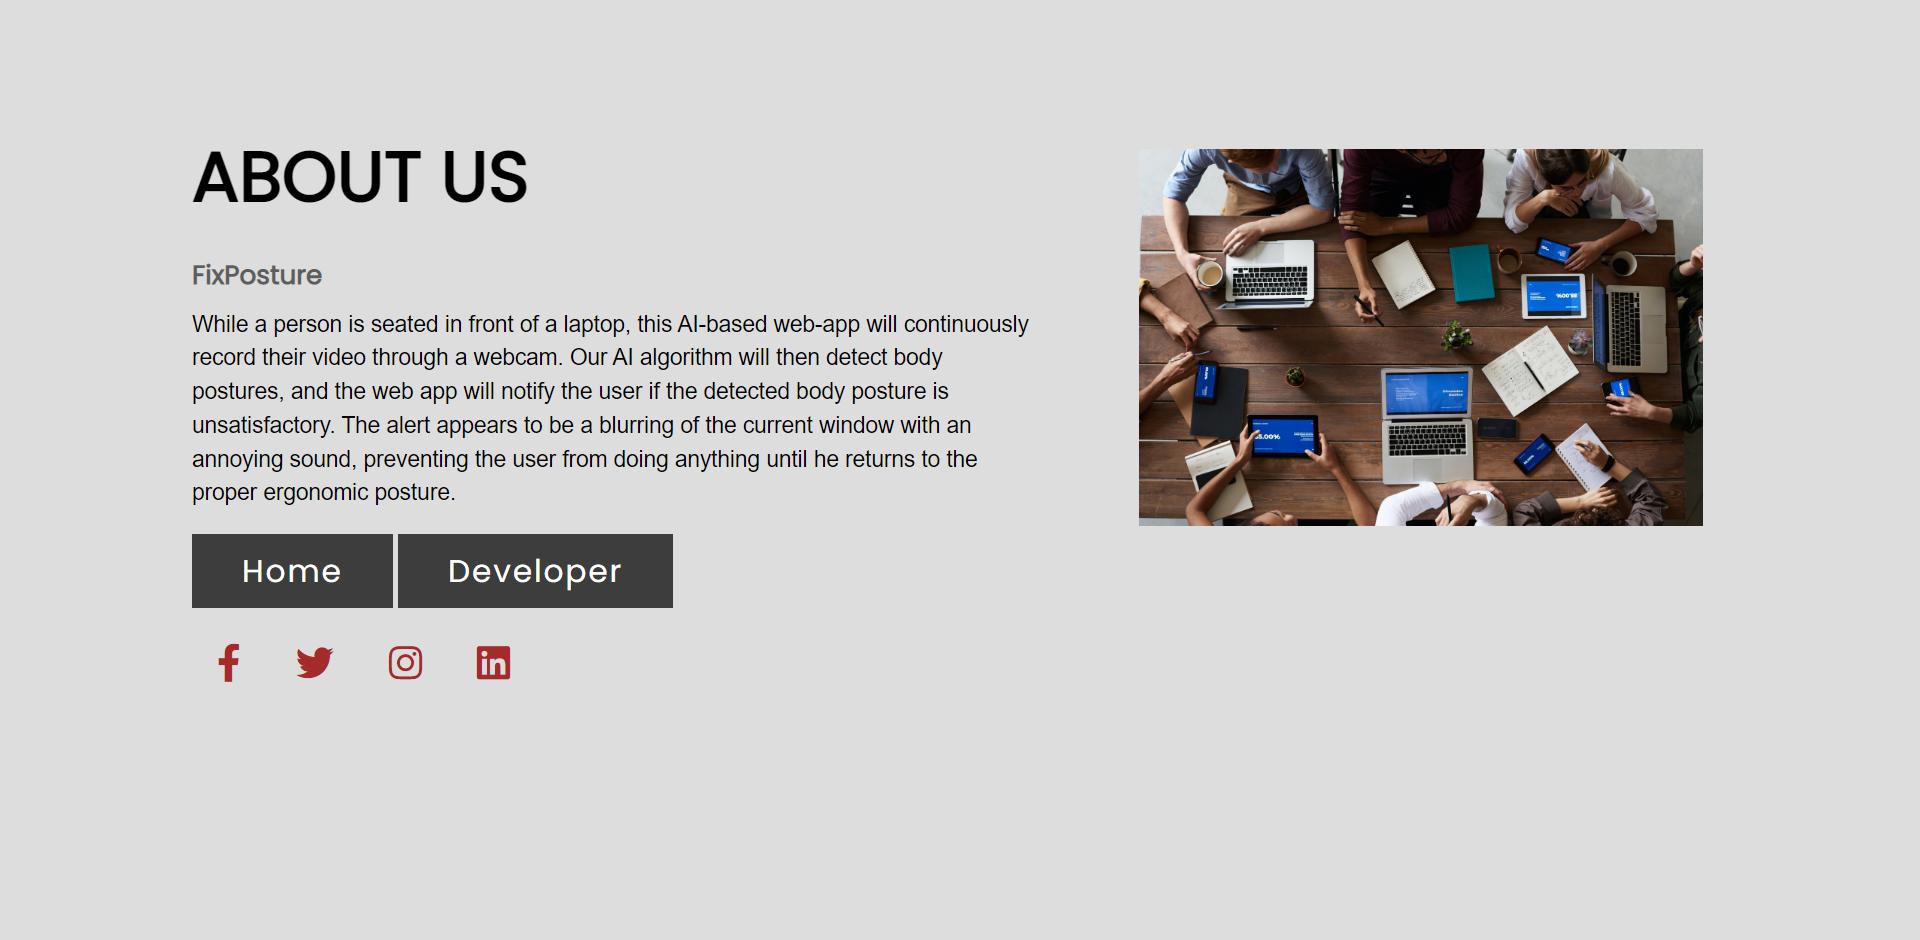 ABOUT US
FixPosture
While a person is seated in front of a laptop, this AI-based web-app will continuously
record their video through a webcam. Our AI algorithm will then detect body
postures, and the web app will notify the user if the detected body posture is
unsatisfactory. The alert appears to be a blurring of the current window with an
annoying sound, preventing the user from doing anything until he returns to the
proper ergonomic posture.
Home Developer